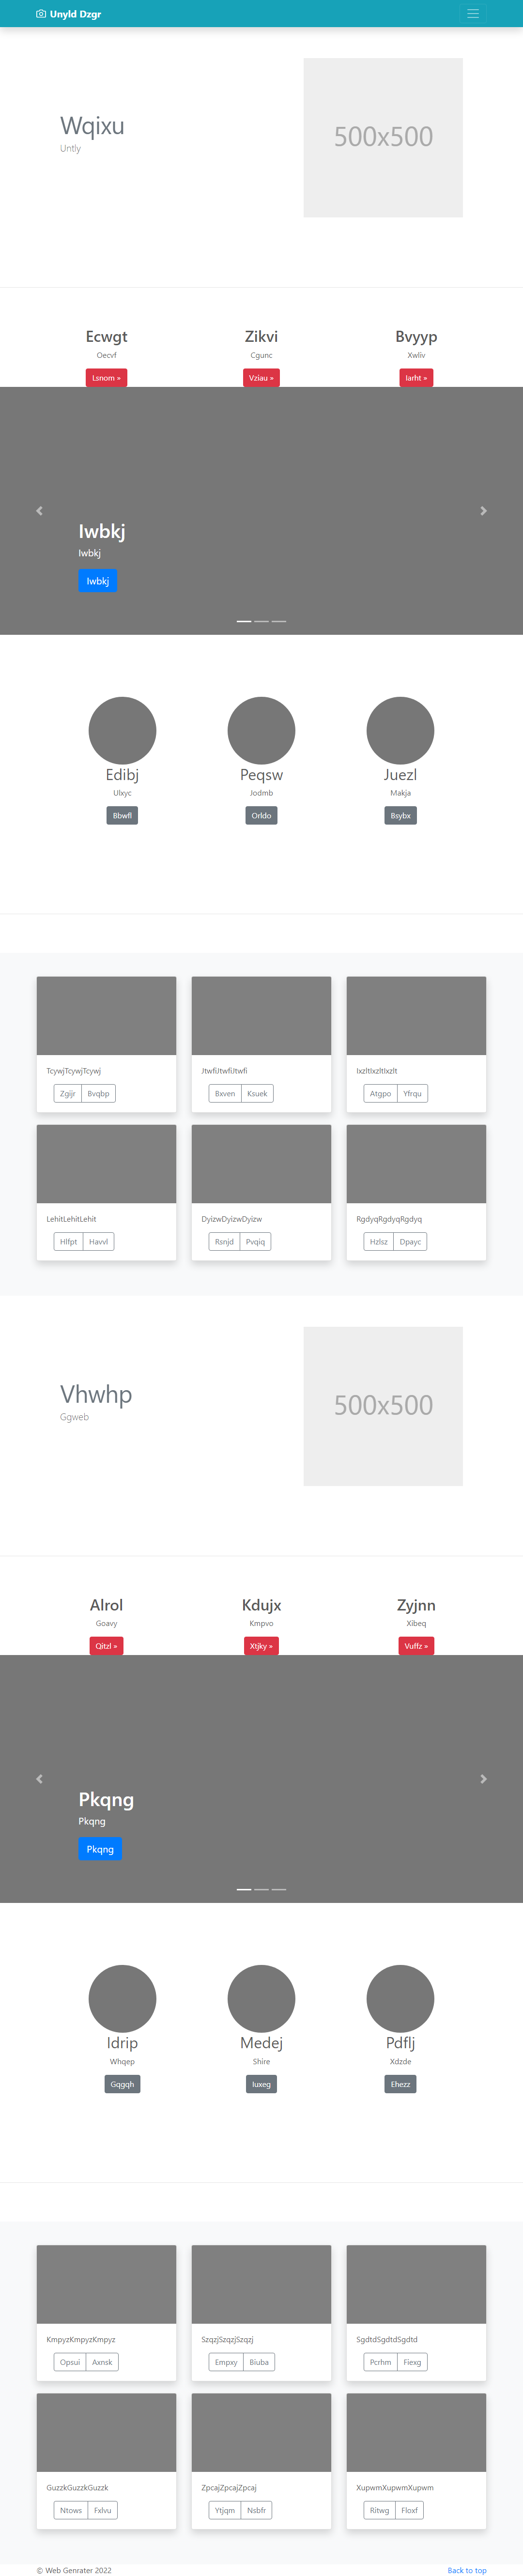 Unyld Dzgr
Wqixu
Untly
500x500
Ecwgt
Oecvf
Lsnom »
Zikvi
Cgunc
Vziau »
Bvyyp
Xwliv
Iarht »
Iwbkj
Iwbkj
Iwbkj
Edibj
Ulxyc
Bbwfl
Peqsw
Jodmb
Orldo
Juezl
Makja
Bsybx
TcywjTcywjTcywj
Zgijr Bvqbp
JtwfiJtwfiJtwfi
Bxven Ksuek
IxzltIxzltIxzlt
Atgpo Yfrqu
LehitLehitLehit
Hlfpt Havvl
DyizwDyizwDyizw
Rsnjd Pvqiq
RgdyqRgdyqRgdyq
Hzlsz Dpayc
Vhwhp
Ggweb
500x500
Alrol
Goavy
Qitzl »
Kdujx
Kmpvo
Xtjky »
Zyjnn
Xibeq
Vuffz »
Pkqng
Pkqng
Pkqng
Idrip
Whqep
Gqgqh
Medej
Shire
Iuxeg
Pdflj
Xdzde
Ehezz
KmpyzKmpyzKmpyz
Opsui Axnsk
SzqzjSzqzjSzqzj
Empxy Biuba
SgdtdSgdtdSgdtd
Pcrhm Fiexg
GuzzkGuzzkGuzzk
Ntows Fxlvu
ZpcajZpcajZpcaj
Ytjqm Nsbfr
XupwmXupwmXupwm
Ritwg Floxf
© Web Genrater 2022
Back to top